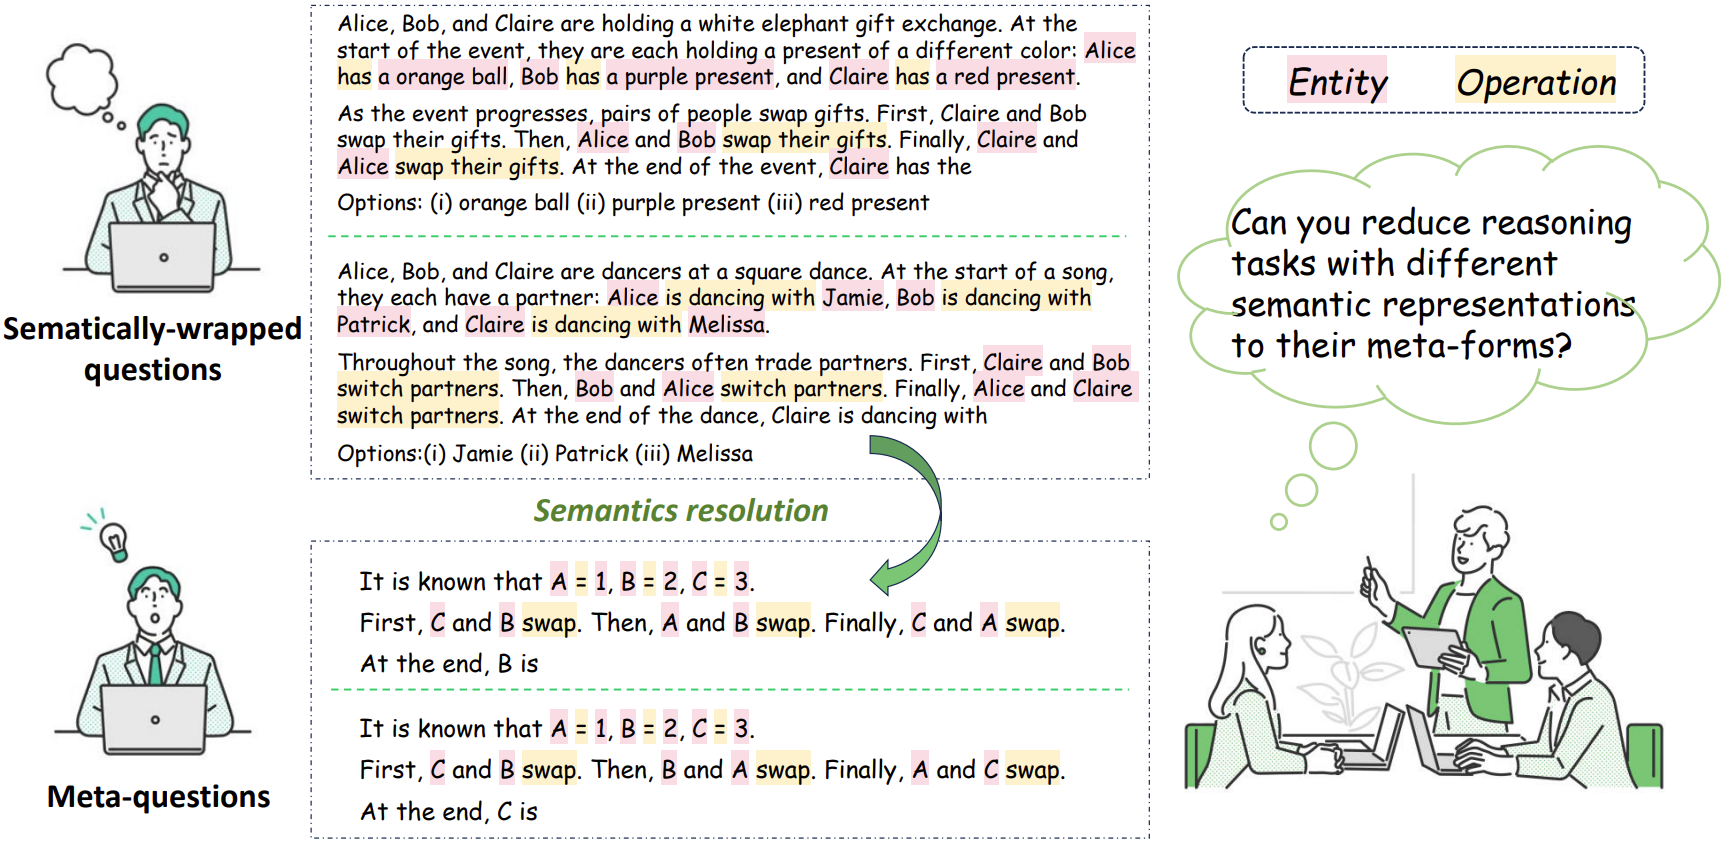 Alice, Bob, and Claire are holding a white elephant gift exchange. At the
start of the event, they are each holding a present of a different color: Alice
has a orange ball, Bob has a purple present, and Claire has a red present.
As the event progresses, pairs of people swap gifts. First, Claire and Bob
swap their gifts. Then, Alice and Bob swap their gifts. Finally, Claire and
Alice swap their gifts. At the end of the event, Claire has the
Options: (i) orange ball (ii) purple present (iii) red present
Alice, Bob, and Claire are dancers at a square dance. At the start of a song,
they each have a partner: Alice is dancing with Jamie, Bob is dancing with
Patrick, and Claire is dancing with Melissa.
Throughout the song, the dancers often trade partners. First, Claire and Bob
switch partners. Then, Bob and Alice switch partners. Finally, Alice and Claire
switch partners. At the end of the dance, Claire is dancing with
Options:(i) Jamie (ii) Patrick (iii) Melissa
Sematically-wrapped
questions
Semantics resolution
It is known that A = 1, B = 2, C = 3.
First, C and B swap. Then, A and B swap. Finally, C and A swap.
At the end, B is
It is known that A = 1, B = 2, C = 3.
First, C and B swap. Then, B and A swap. Finally, A and C swap.
At the end, C is
Meta-questions
Entity Operation
Can you reduce reasoning
tasks with different
semantic representations
to their meta-forms?